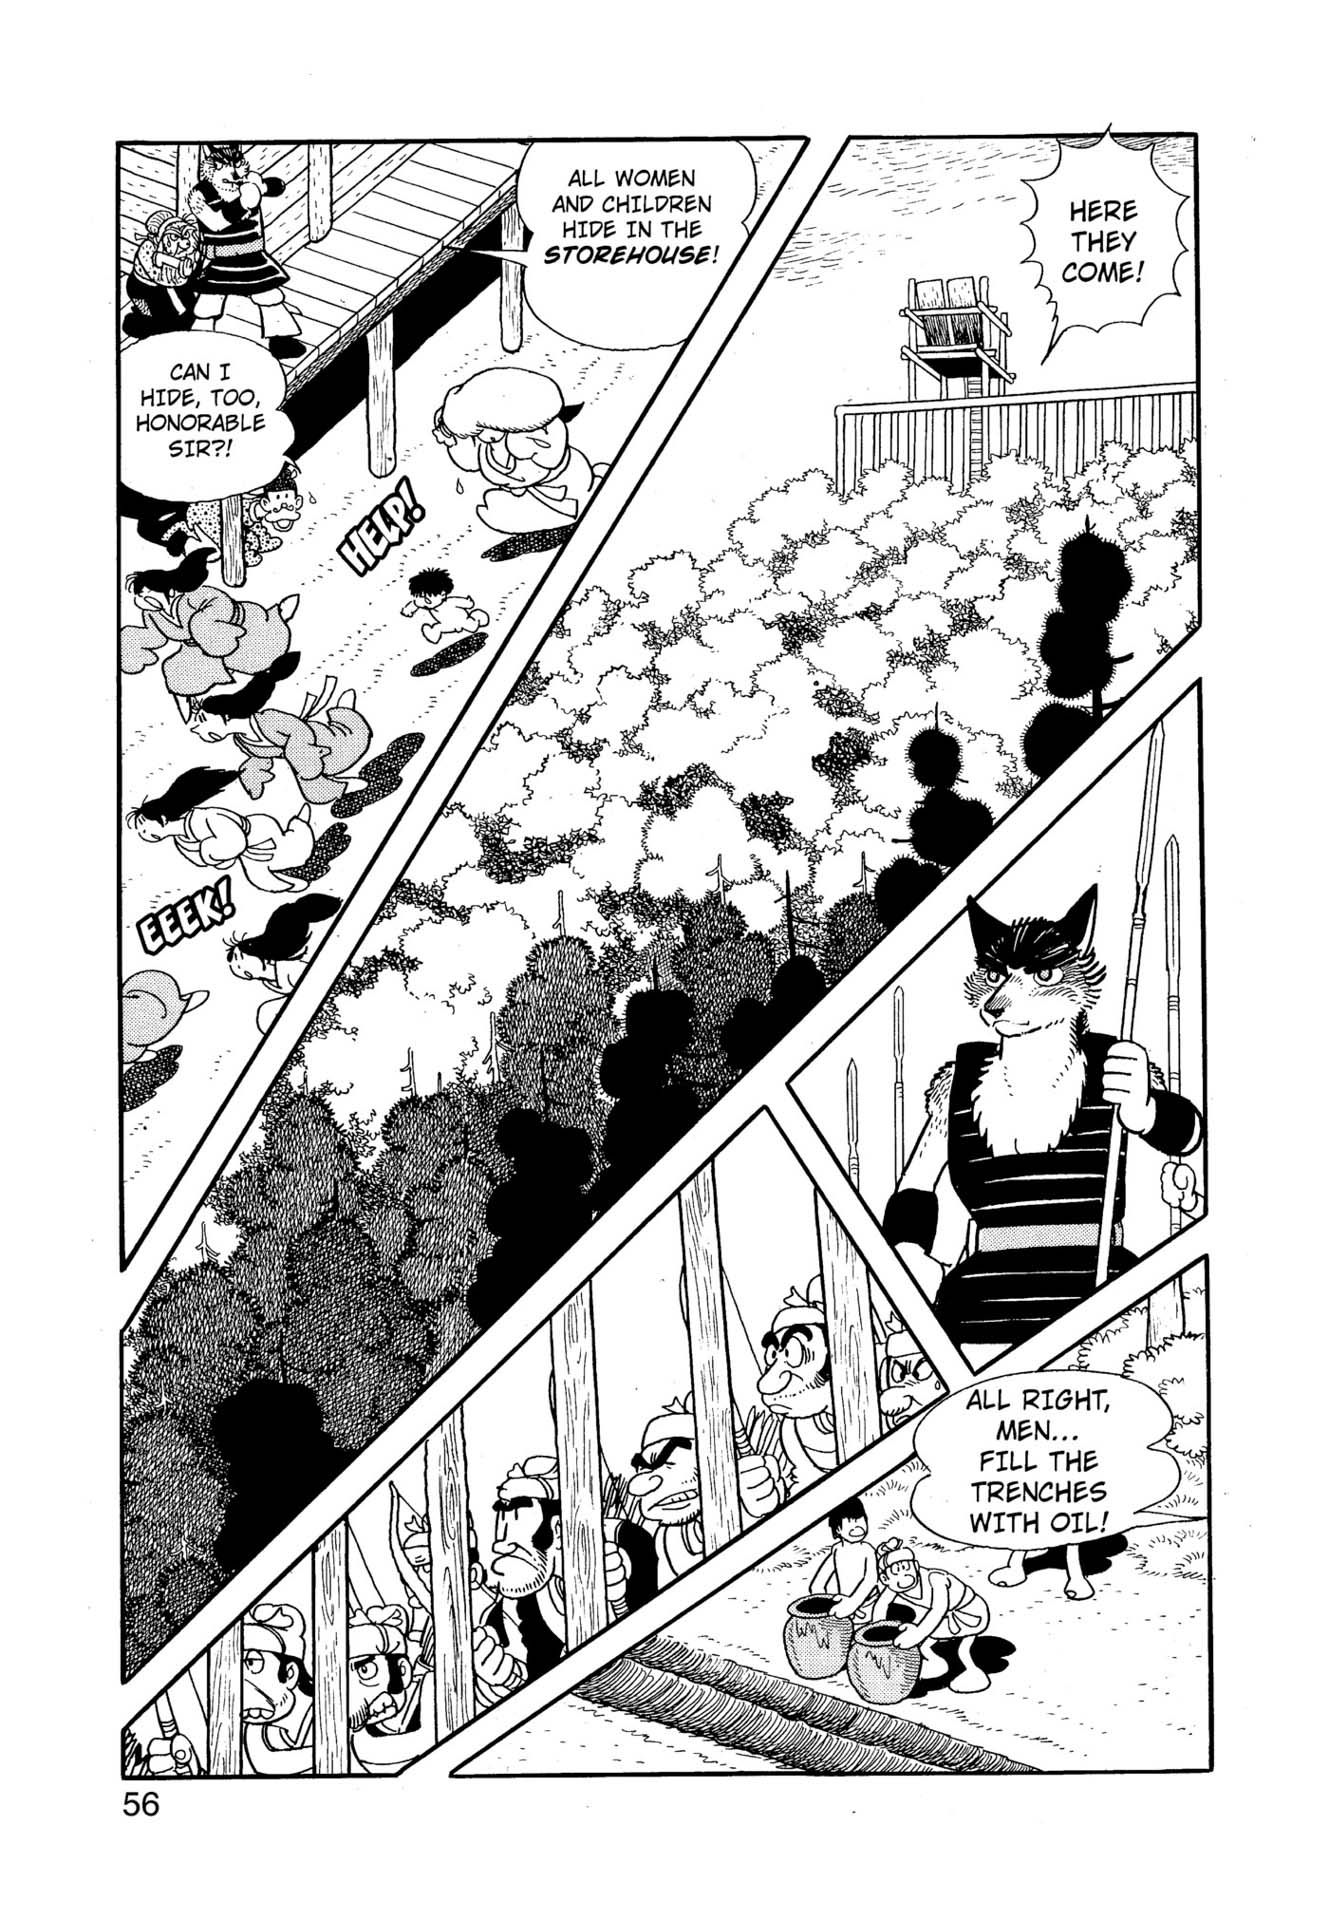 ALL WOMEN
AND CHILDREN
HIDE IN THE
STOREHOUSE!
CAN I
HIDE, TOO,
HONORABLE
SIR?!
HELP!
EEEK!
HERE
THEY
COME!
ALL RIGHT,
MEN...
FILL THE
TRENCHES
WITH OIL!
56